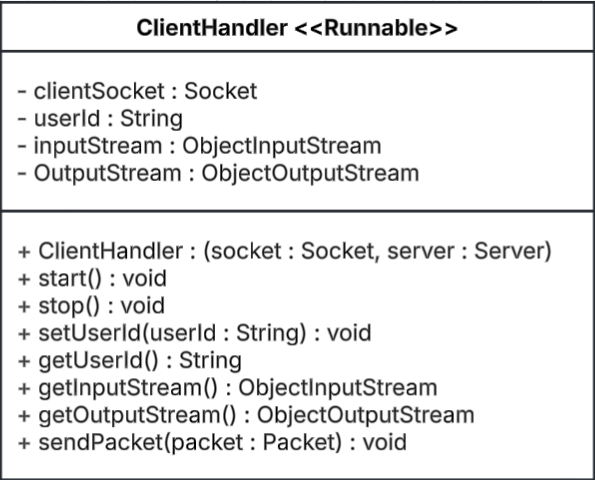 ClientHandler <<Runnable>>
- clientSocket : Socket
- userId : String
- inputStream : ObjectInputStream
- OutputStream : ObjectOutputStream
+ ClientHandler : (socket : Socket, server : Server)
+ start() : void
+ stop() : void
+ setUserId(userId : String) : void
+ getUserId() : String
+ getInputStream() : ObjectInputStream
+ getOutputStream() : ObjectOutputStream
+ sendPacket(packet : Packet) : void